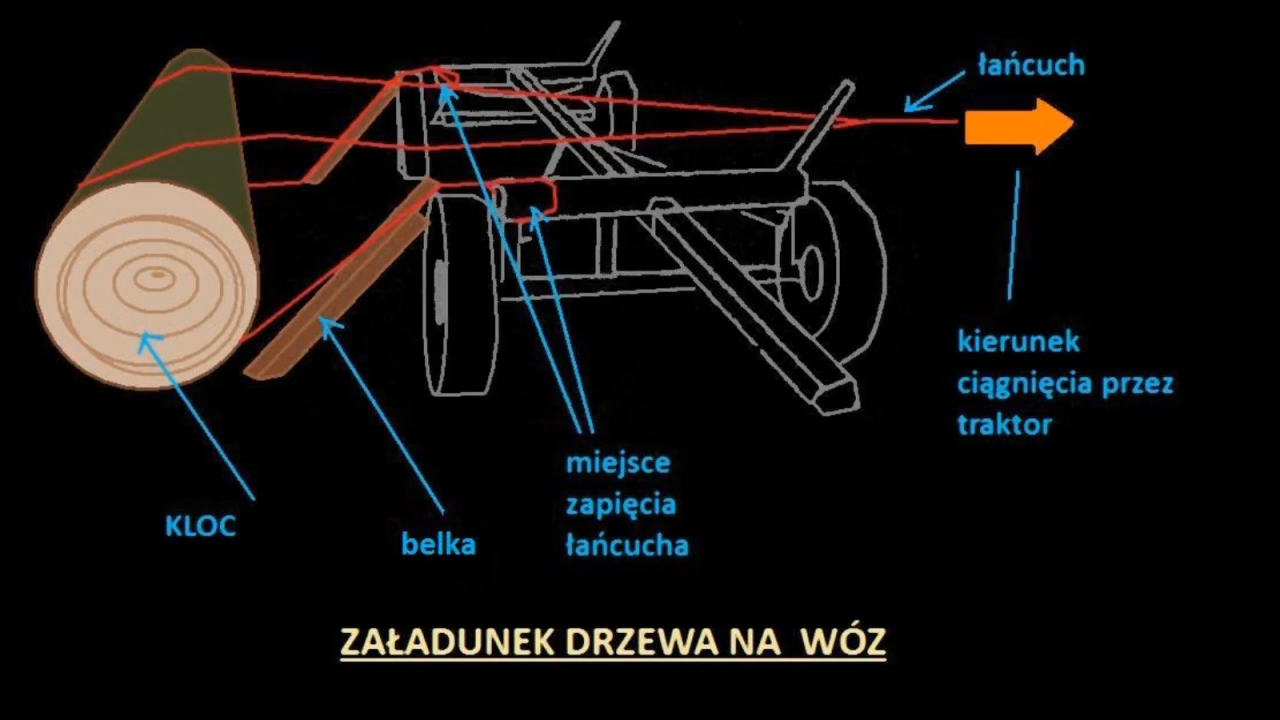 łańcuch
kierunek
ciągnięcia przez
traktor
miejsce
zapięcia
łańcucha
KLOC
belka
ZAŁADUNEK DRZEWA NA WÓZ